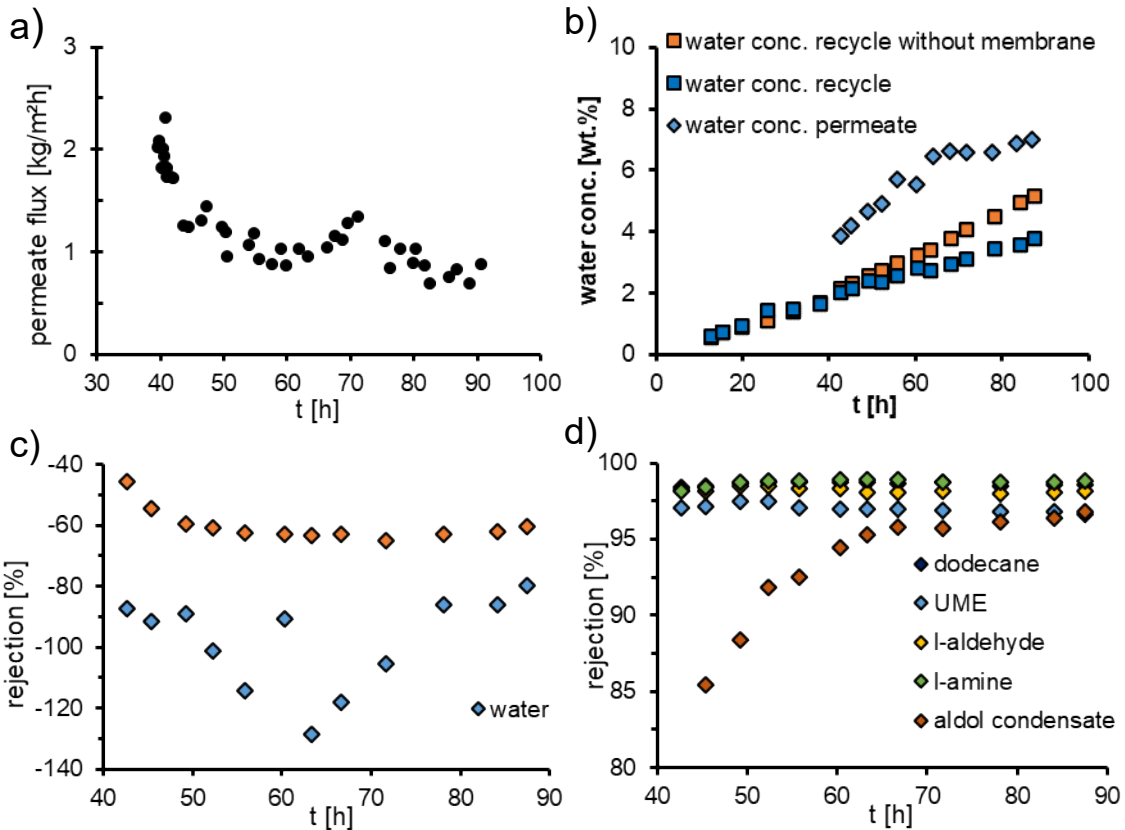 a)
3
2
1
0
permeate flux [kg/m²h]
30 40 50 60 70 80 90 100
t [h]
b)
10
8
6
4
2
0
water conc. [wt.%]
water conc. recycle without membrane
water conc. recycle
water conc. permeate
0 20 40 60 80 100
t [h]
c)
-40
-60
-80
-100
-120
-140
rejection [%]
water
40 50 60 70 80 90
t [h]
d)
100
95
90
85
80
rejection [%]
dodecane
UME
l-aldehyde
l-amine
aldol condensate
40 50 60 70 80 90
t [h]